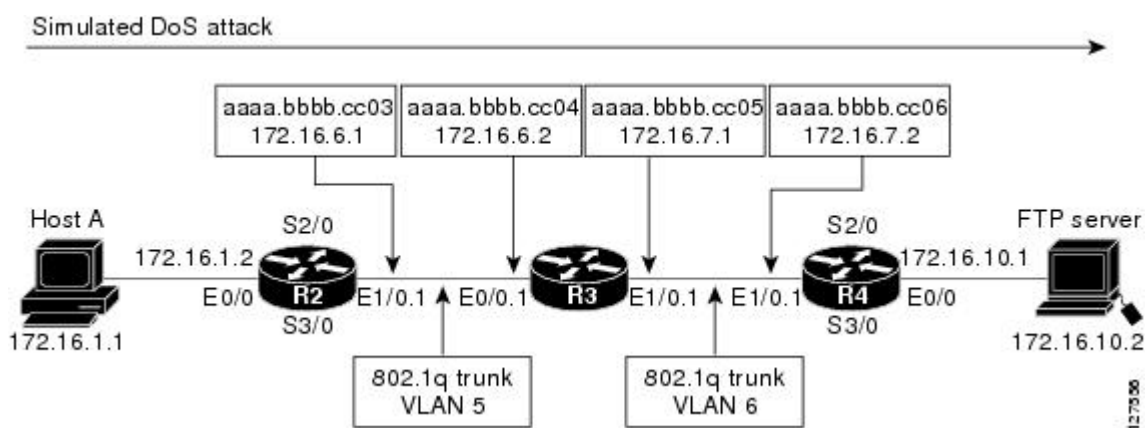 Simulated DoS attack
aaaa.bbbb.cc03
172.16.6.1
aaaa.bbbb.cc04
172.16.6.2
aaaa.bbbb.cc05
172.16.7.1
aaaa.bbbb.cc06
172.16.7.2
Host A
172.16.1.1
172.16.1.2
E0/0
S2/0
R2
S3/0
E1/0.1
E0/0.1
R3
E1/0.1
E1/0.1
S2/0
R4
S3/0
172.16.10.1
E0/0
FTP server
172.16.10.2
802.1q trunk
VLAN 5
802.1q trunk
VLAN 6
127556